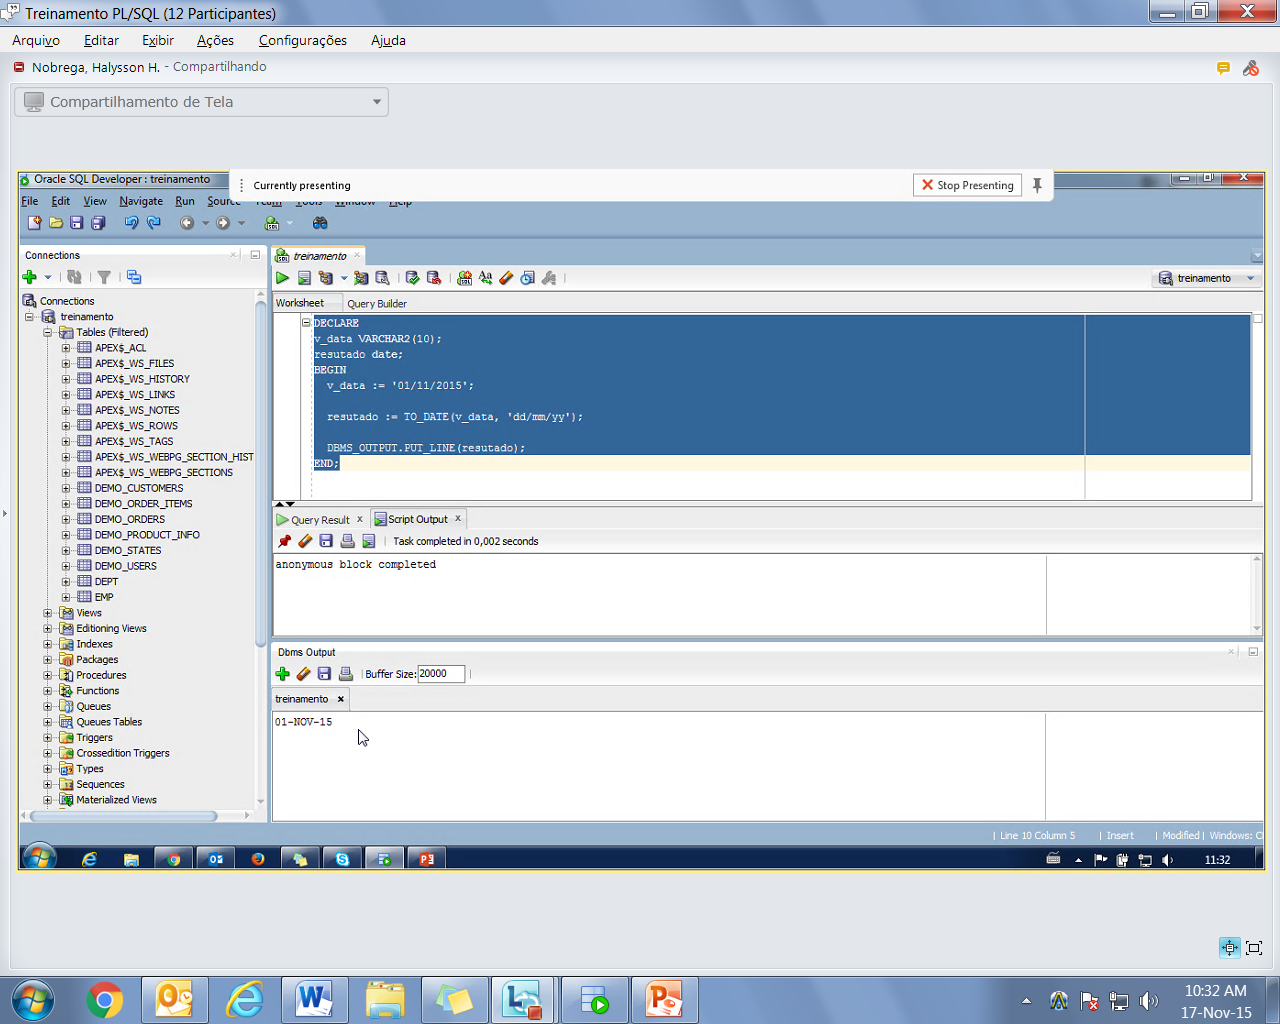 Treinamento PL/SQL (12 Participantes)
Arquivo Editar Exibir Ações Configurações Ajuda
Nobrega, Halysson H. - Compartilhando
Compartilhamento de Tela
Oracle SQL Developer : treinamento
Currently presenting
Stop Presenting
File Edit View Navigate Run Source Team Tools Window Help
Connections
treinamento
treinamento
Worksheet Query Builder
Connections
treinamento
Tables (Filtered)
APEX$_ACL
APEX$_WS_FILES
APEX$_WS_HISTORY
APEX$_WS_LINKS
APEX$_WS_NOTES
APEX$_WS_ROWS
APEX$_WS_TAGS
APEX$_WS_WEBPG_SECTION_HIST
APEX$_WS_WEBPG_SECTIONS
DEMO_CUSTOMERS
DEMO_ORDER_ITEMS
DEMO_ORDERS
DEMO_PRODUCT_INFO
DEMO_STATES
DEMO_USERS
DEPT
EMP
Views
Editioning Views
Indexes
Packages
Procedures
Functions
Queues
Queues Tables
Triggers
Crossedition Triggers
Types
Sequences
Materialized Views
DECLARE
v_data VARCHAR2(10);
resutado date;
BEGIN
v_data := '01/11/2015';
resutado := TO_DATE(v_data, 'dd/mm/yy');
DBMS_OUTPUT.PUT_LINE(resutado);
END;
Query Result Script Output
Task completed in 0,002 seconds
anonymous block completed
Dbms Output
Buffer Size: 20000
treinamento
01-NOV-15
Line 10 Column 5 Insert Modified Windows: C
11:32
10:32 AM
17-Nov-15